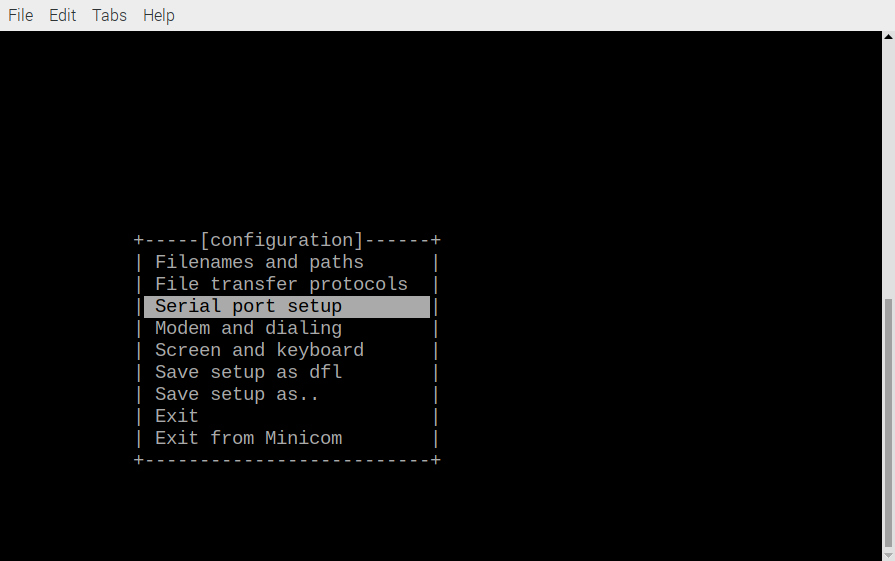 File Edit Tabs Help
+-----[configuration]------+
| Filenames and paths      |
| File transfer protocols  |
| Serial port setup        |
| Modem and dialing        |
| Screen and keyboard      |
| Save setup as dfl        |
| Save setup as..          |
| Exit                     |
| Exit from Minicom        |
+--------------------------+